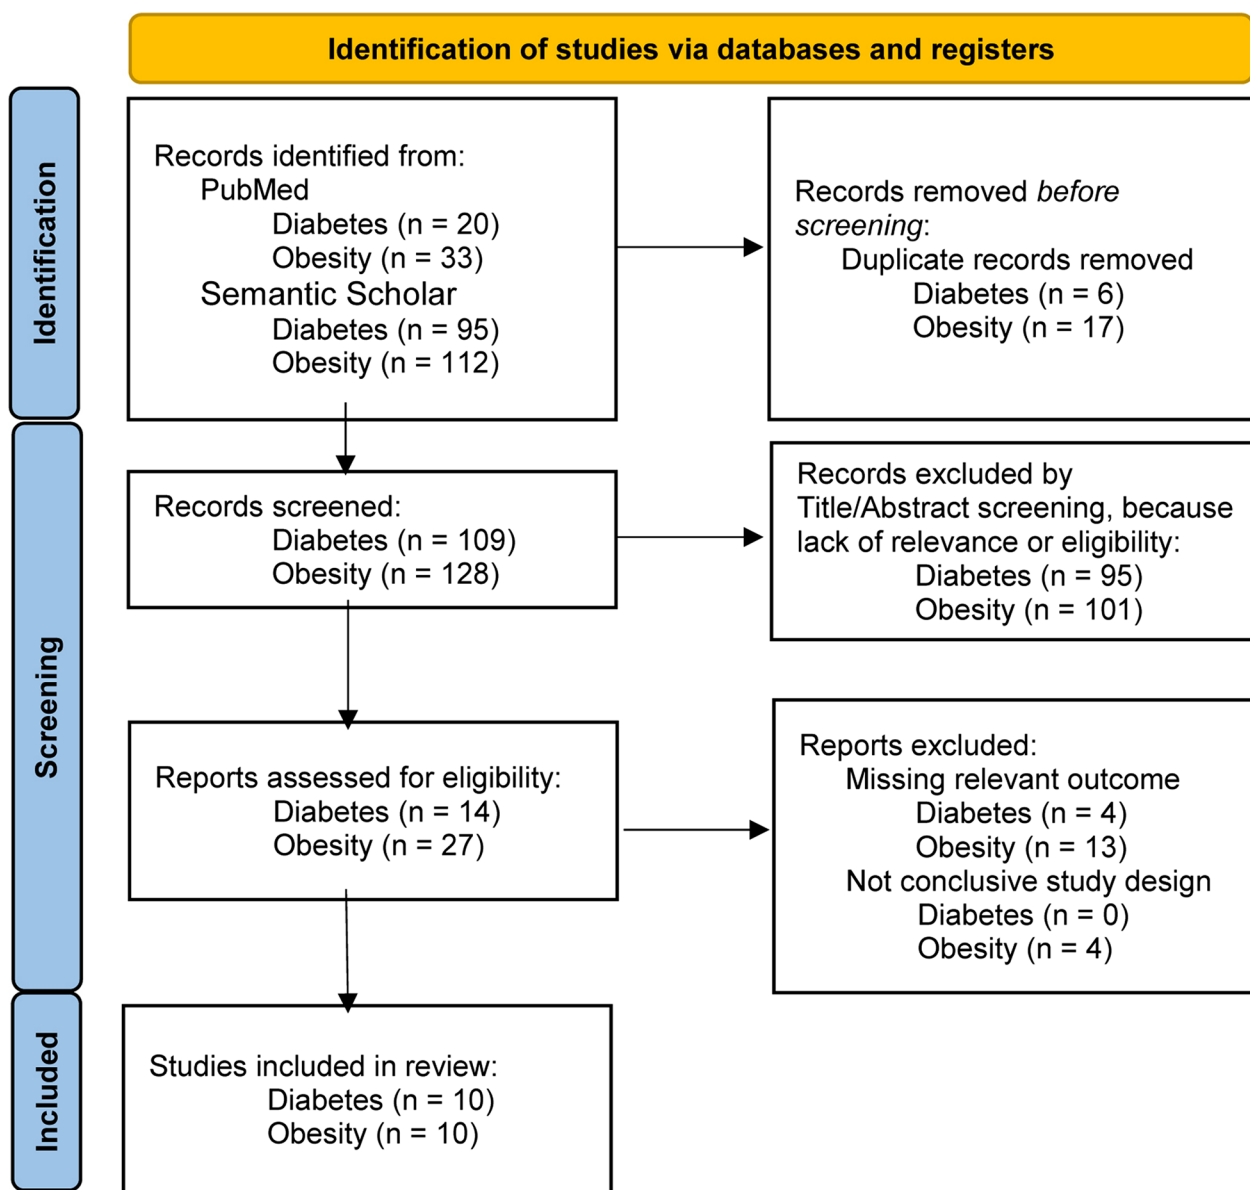 Identification of studies via databases and registers
Identification
Records identified from:
PubMed
Diabetes (n = 20)
Obesity (n = 33)
Semantic Scholar
Diabetes (n = 95)
Obesity (n = 112)
Records removed before
screening:
Duplicate records removed
Diabetes (n = 6)
Obesity (n = 17)
Screening
Records screened:
Diabetes (n = 109)
Obesity (n = 128)
Records excluded by
Title/Abstract screening, because
lack of relevance or eligibility:
Diabetes (n = 95)
Obesity (n = 101)
Reports assessed for eligibility:
Diabetes (n = 14)
Obesity (n = 27)
Reports excluded:
Missing relevant outcome
Diabetes (n = 4)
Obesity (n = 13)
Not conclusive study design
Diabetes (n = 0)
Obesity (n = 4)
Included
Studies included in review:
Diabetes (n = 10)
Obesity (n = 10)